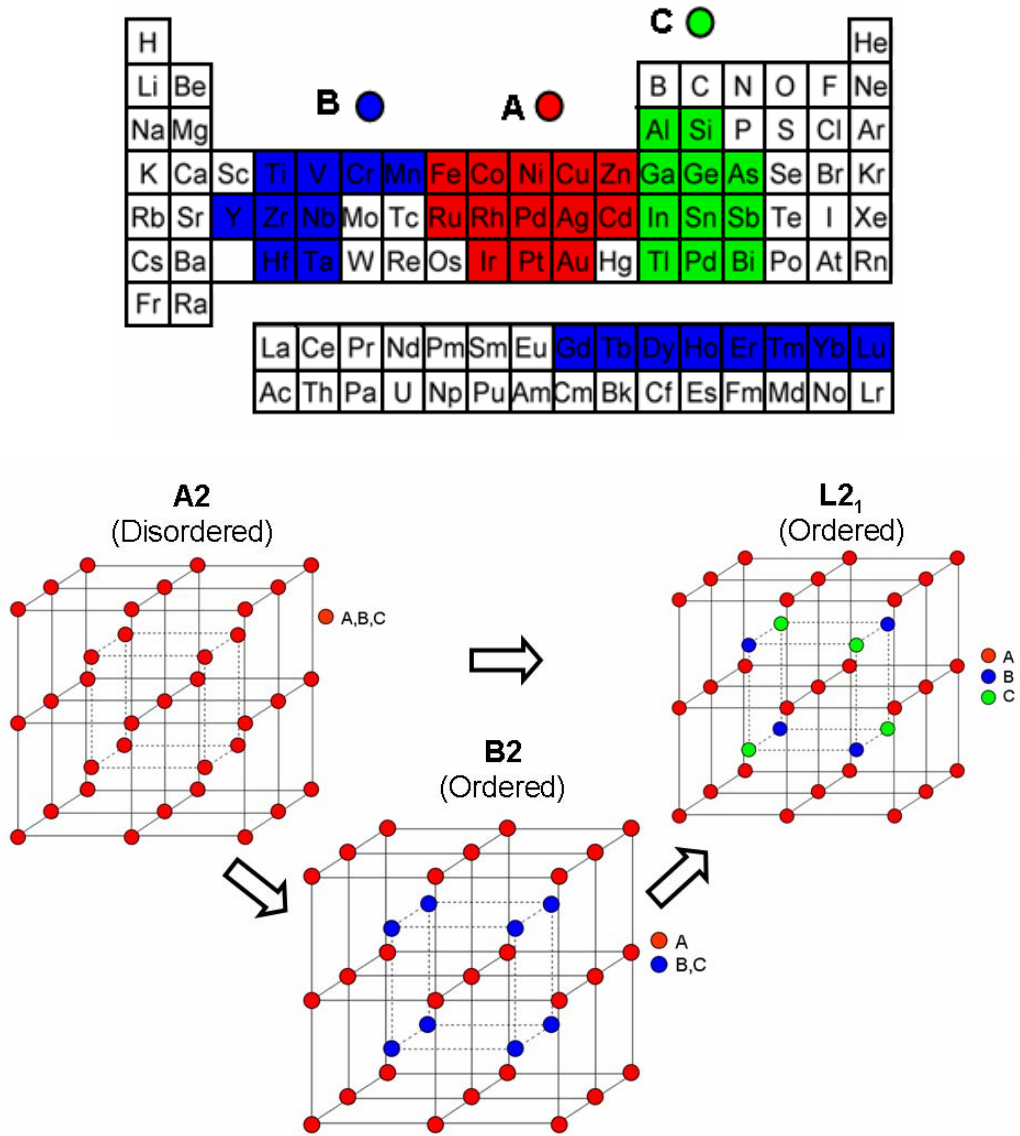 C
H He
Li Be B C N O F Ne
B A
Na Mg Al Si P S Cl Ar
K Ca Sc Ti V Cr Mn Fe Co Ni Cu Zn Ga Ge As Se Br Kr
Rb Sr Y Zr Nb Mo Tc Ru Rh Pd Ag Cd In Sn Sb Te I Xe
Cs Ba Hf Ta W Re Os Ir Pt Au Hg Tl Pd Bi Po At Rn
Fr Ra
La Ce Pr Nd Pm Sm Eu Gd Tb Dy Ho Er Tm Yb Lu
Ac Th Pa U Np Pu Am Cm Bk Cf Es Fm Md No Lr
A2
(Disordered)
A,B,C
L2₁
(Ordered)
A
B
C
B2
(Ordered)
A
B,C